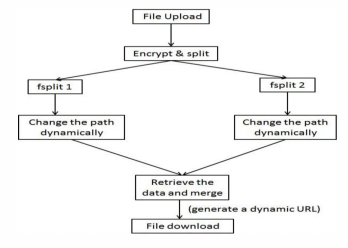 File Upload
Encrypt & split
fsplit 1
fsplit 2
Change the path
dynamically
Change the path
dynamically
Retrieve the
data and merge
(generate a dynamic URL)
File download